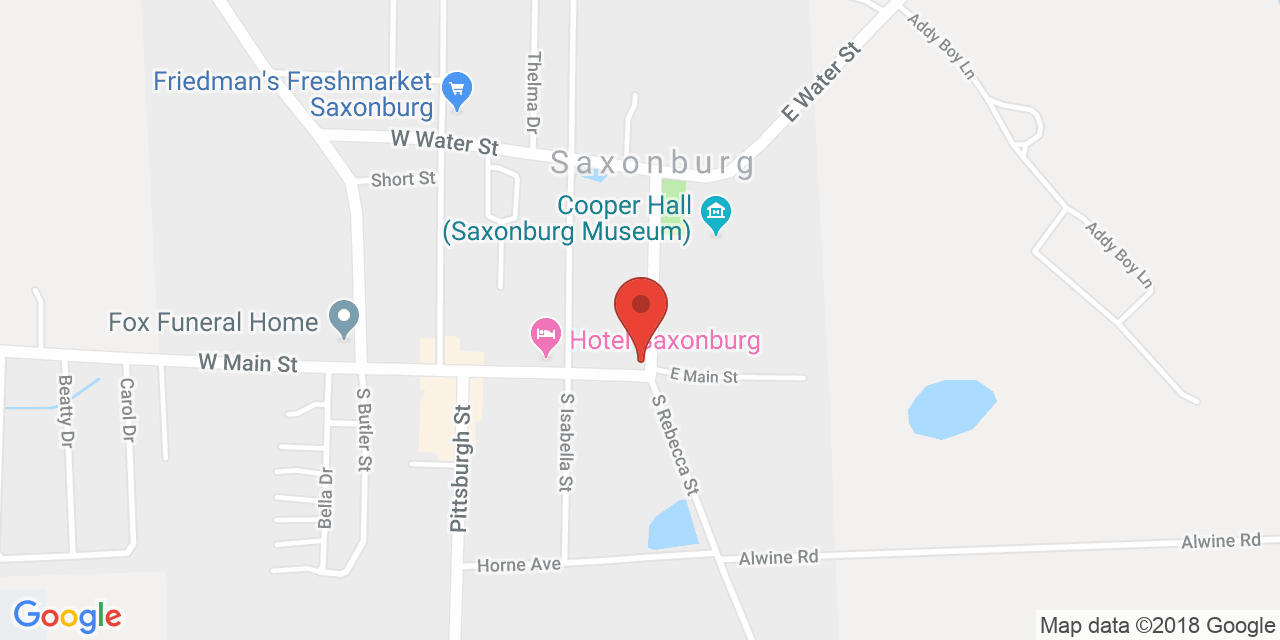 Addy Boy Ln
E Water St
Friedman's Freshmarket
Saxonburg
Thelma Dr
W Water St
Saxonburg
Short St
Cooper Hall
(Saxonburg Museum)
Addy Boy Ln
Fox Funeral Home
Hotel Saxonburg
W Main St
E Main St
Beatty Dr
Carol Dr
S Butler St
S Isabella St
S Rebecca St
Pittsburgh St
Bella Dr
Alwine Rd
Alwine Rd
Horne Ave
Google
Map data ©2018 Google